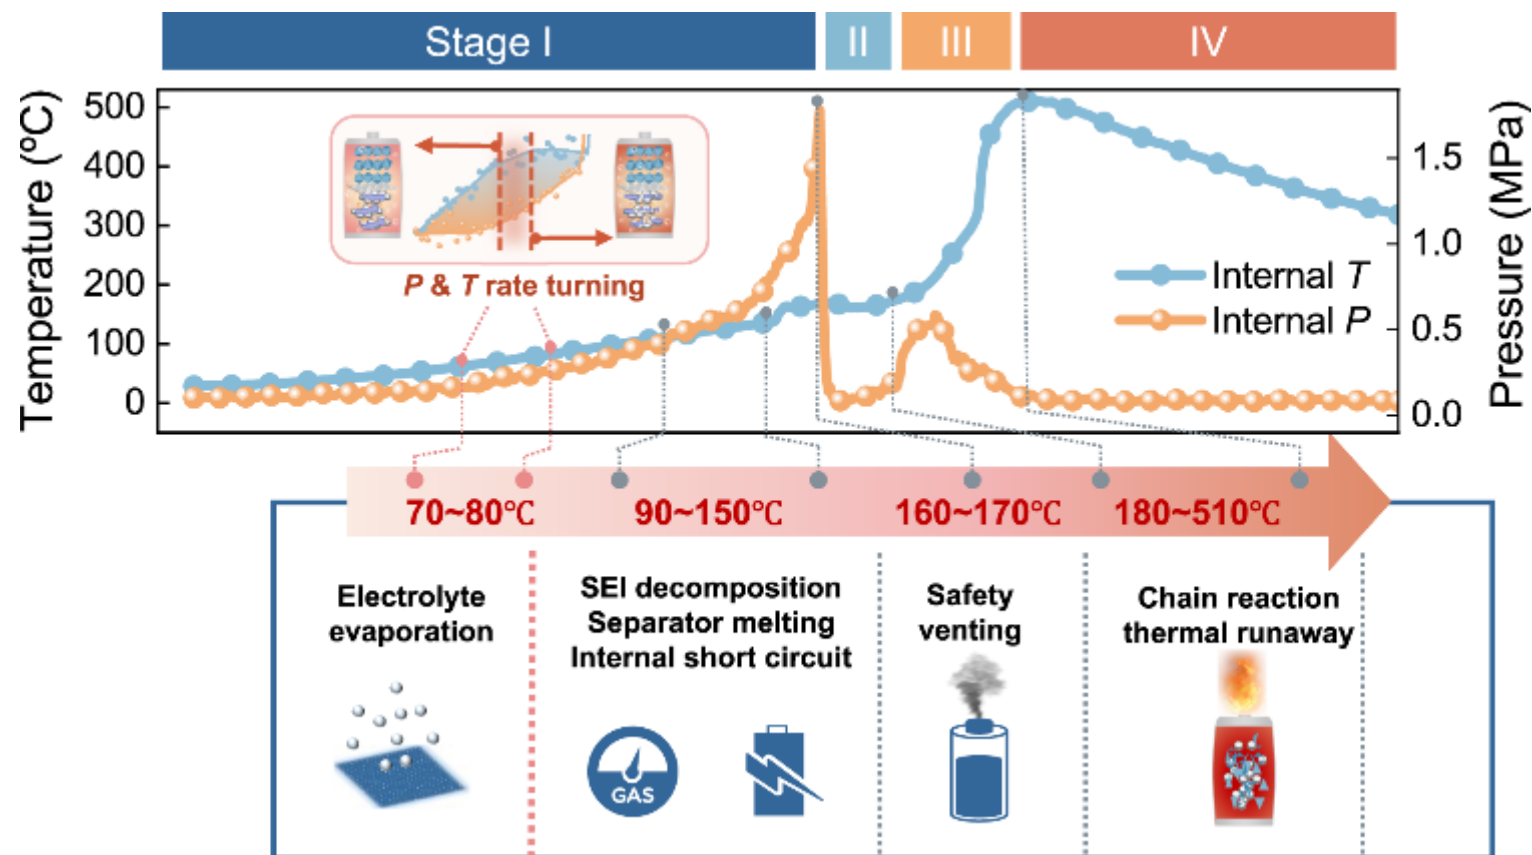 Stage I
II
III
IV
Temperature (ºC)
500
400
300
200
100
0
P & T rate turning
Internal T
Internal P
1.5
1.0
0.5
0.0
Pressure (MPa)
70~80℃
90~150℃
160~170℃
180~510℃
Electrolyte
evaporation
SEI decomposition
Separator melting
Internal short circuit
GAS
Safety
venting
Chain reaction
thermal runaway